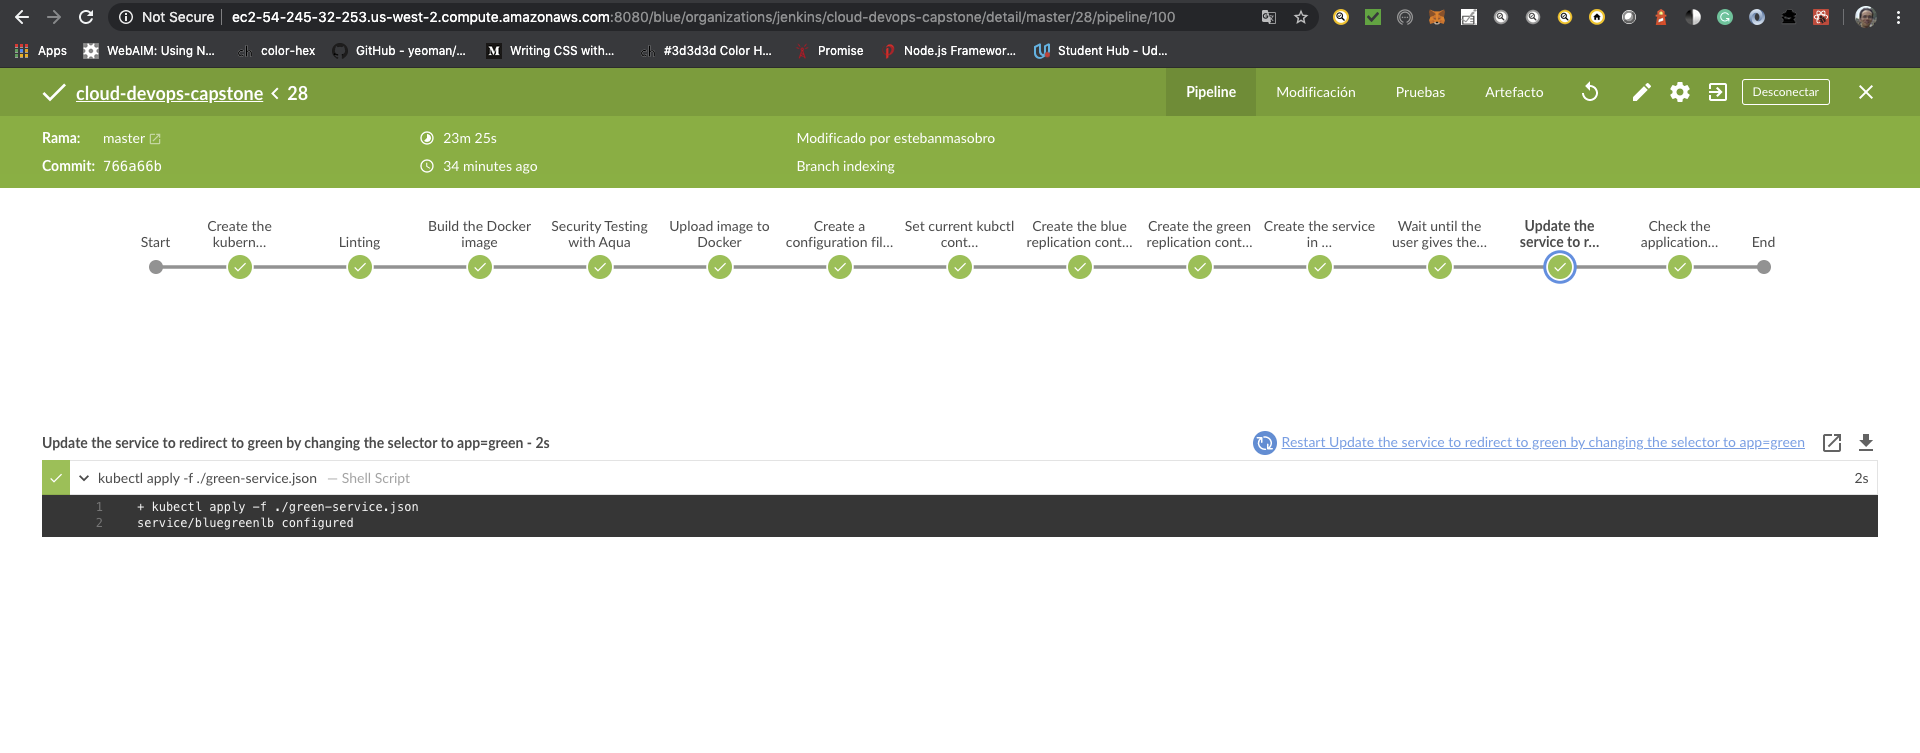 Not Secure | ec2-54-245-32-253.us-west-2.compute.amazonaws.com:8080/blue/organizations/jenkins/cloud-devops-capstone/detail/master/28/pipeline/100
Apps WebAIM: Using N... color-hex GitHub - yeoman/... Writing CSS with... #3d3d3d Color H... Promise Node.js Framewor... Student Hub - Ud...
cloud-devops-capstone < 28 Pipeline Modificación Pruebas Artefacto Desconectar
Rama: master 23m 25s Modificado por estebanmasobro
Commit: 766a66b 34 minutes ago Branch indexing
Start
Create the
kubern...
Linting
Build the Docker
image
Security Testing
with Aqua
Upload image to
Docker
Create a
configuration fil...
Set current kubctl
cont...
Create the blue
replication cont...
Create the green
replication cont...
Create the service
in ...
Wait until the
user gives the...
Update the
service to r...
Check the
application...
End
Update the service to redirect to green by changing the selector to app=green - 2s Restart Update the service to redirect to green by changing the selector to app=green
kubectl apply -f ./green-service.json — Shell Script 2s
1 + kubectl apply -f ./green-service.json
2 service/bluegreenlb configured